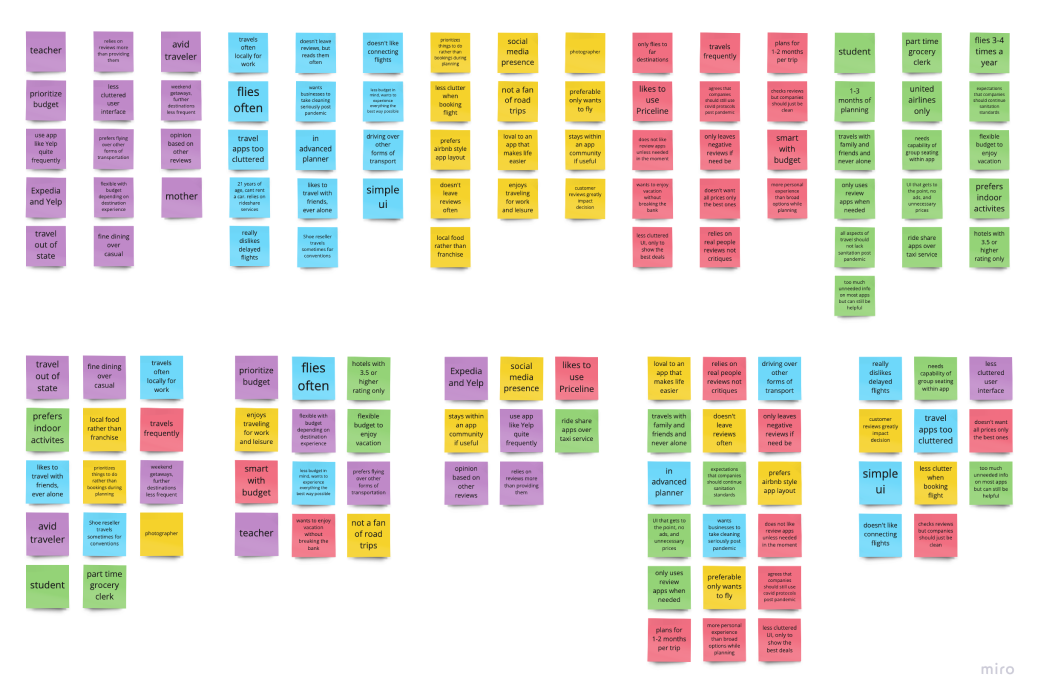 teacher
relies on
reviews more
than providing
them
avid
traveler
prioritize
budget
less
cluttered
user
interface
weekend
getaways,
further
destinations
less frequent
use app
like Yelp
quite
frequently
prefers flying
over other
forms of
transportation
opinion
based on
other
reviews
Expedia
and Yelp
flexible with
budget
depending on
destination
experience
mother
travel
out of
state
fine dining
over
casual
travels
often
locally for
work
doesn't leave
reviews, but
reads them
often
doesn't like
connecting
flights
flies
often
wants
businesses to
take cleaning
seriously post
pandemic
less budget in
mind, wants to
experience
everything the
best way possible
travel
apps too
cluttered
in
advanced
planner
driving over
other
forms of
transport
21 years of
age, cant rent
a car. relies on
rideshare
services
likes to
travel with
friends,
ever alone
simple
ui
really
dislikes
delayed
flights
Shoe reseller
travels
sometimes for
conventions
prioritizes
things to do
rather than
bookings during
planning
social
media
presence
photographer
less clutter
when
booking
flight
not a fan
of road
trips
preferable
only wants
to fly
prefers
airbnb style
app layout
loval to an
app that
makes life
easier
stays within
an app
community
if useful
doesn't
leave
reviews
often
enjoys
traveling
for work
and leisure
customer
reviews greatly
impact
decision
local food
rather than
franchise
only flies to
far
destinations
travels
frequently
plans for
1-2 months
per trip
likes to
use
Priceline
agrees that
companies
should still use
covid protocols
post pandemic
checks reviews
but companies
should just be
clean
does not like
review apps
unless needed
in the moment
only leaves
negative
reviews if
need be
smart
with
budget
wants to enjoy
vacation
without
breaking the
bank
doesn't want
all prices only
the best ones
more personal
experience
than broad
options while
planning
less cluttered
UI, only to
show the
best deals
relies on
real people
reviews not
critiques
student
part time
grocery
clerk
flies 3-4
times a
year
1-3
months of
planning
united
airlines
only
expectations
that companies
should continue
sanitation
standards
travels with
family and
friends and
never alone
needs
capability of
group seating
within app
flexible
budget to
enjoy
vacation
only uses
review
apps when
needed
UI that gets to
the point, no
ads, and
unnecessary
prices
prefers
indoor
activites
all aspects of
travel should
not lack
sanitation post
pandemic
ride share
apps over
taxi service
hotels with
3.5 or
higher
rating only
too much
unneeded info
on most apps
but can still be
helpful
travel
out of
state
fine dining
over
casual
travels
often
locally for
work
prefers
indoor
activites
local food
rather than
franchise
travels
frequently
likes to
travel with
friends,
ever alone
prioritizes
things to do
rather than
bookings during
planning
weekend
getaways,
further
destinations
less frequent
avid
traveler
Shoe reseller
travels
sometimes for
conventions
photographer
student
part time
grocery
clerk
prioritize
budget
flies
often
hotels with
3.5 or
higher
rating only
enjoys
traveling
for work
and leisure
flexible with
budget
depending on
destination
experience
flexible
budget to
enjoy
vacation
smart
with
budget
less budget in
mind, wants to
experience
everything the
best way possible
prefers flying
over other
forms of
transportation
teacher
wants to enjoy
vacation
without
breaking the
bank
not a fan
of road
trips
Expedia
and Yelp
social
media
presence
likes to
use
Priceline
stays within
an app
community
if useful
use app
like Yelp
quite
frequently
ride share
apps over
taxi service
opinion
based on
other
reviews
relies on
reviews more
than providing
them
loval to an
app that
makes life
easier
relies on
real people
reviews not
critiques
driving over
other
forms of
transport
travels with
family and
friends and
never alone
doesn't
leave
reviews
often
only leaves
negative
reviews if
need be
in
advanced
planner
expectations
that companies
should continue
sanitation
standards
prefers
airbnb style
app layout
UI that gets to
the point, no
ads, and
unnecessary
prices
wants
businesses to
take cleaning
seriously post
pandemic
does not like
review apps
unless needed
in the moment
only uses
review
apps when
needed
preferable
only wants
to fly
agrees that
companies
should still use
covid protocols
post pandemic
plans for
1-2 months
per trip
more personal
experience
than broad
options while
planning
less cluttered
UI, only to
show the
best deals
really
dislikes
delayed
flights
needs
capability of
group seating
within app
less
cluttered
user
interface
customer
reviews greatly
impact
decision
travel
apps too
cluttered
doesn't want
all prices only
the best ones
simple
ui
less clutter
when
booking
flight
too much
unneeded info
on most apps
but can still be
helpful
doesn't like
connecting
flights
checks reviews
but companies
should just be
clean
miro